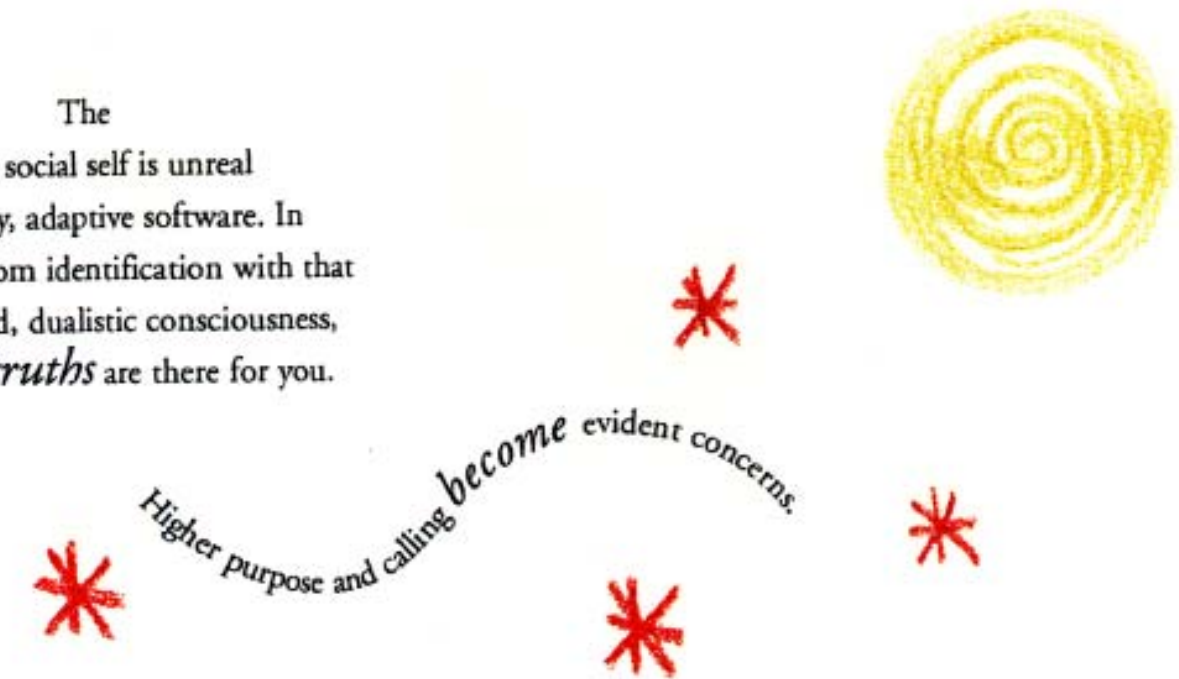 The
social self is unreal
adaptive software. In
identification with that
dualistic consciousness,
are there for you.
Higher purpose and calling become evident concerns.